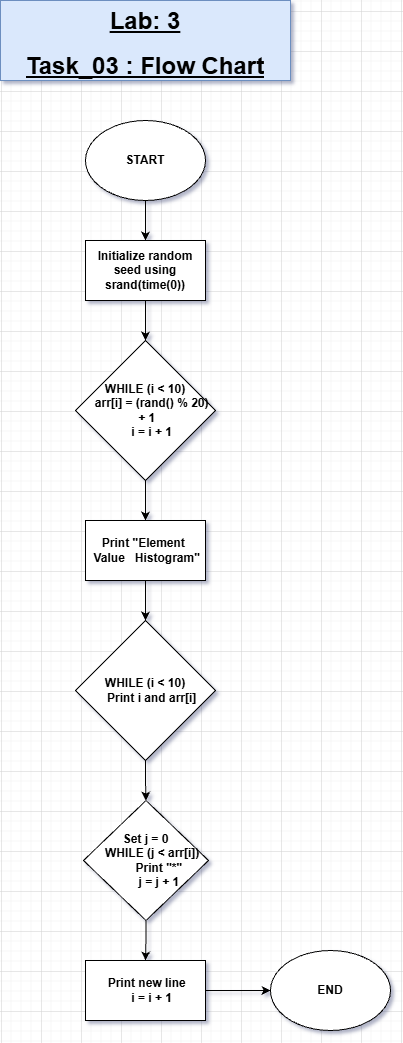 Lab: 3
Task_03 : Flow Chart
START
Initialize random
seed using
srand(time(0))
WHILE (i < 10)
arr[i] = (rand() % 20)
+ 1
i = i + 1
Print "Element
Value   Histogram"
WHILE (i < 10)
Print i and arr[i]
Set j = 0
WHILE (j < arr[i])
Print "*"
j = j + 1
Print new line
i = i + 1
END